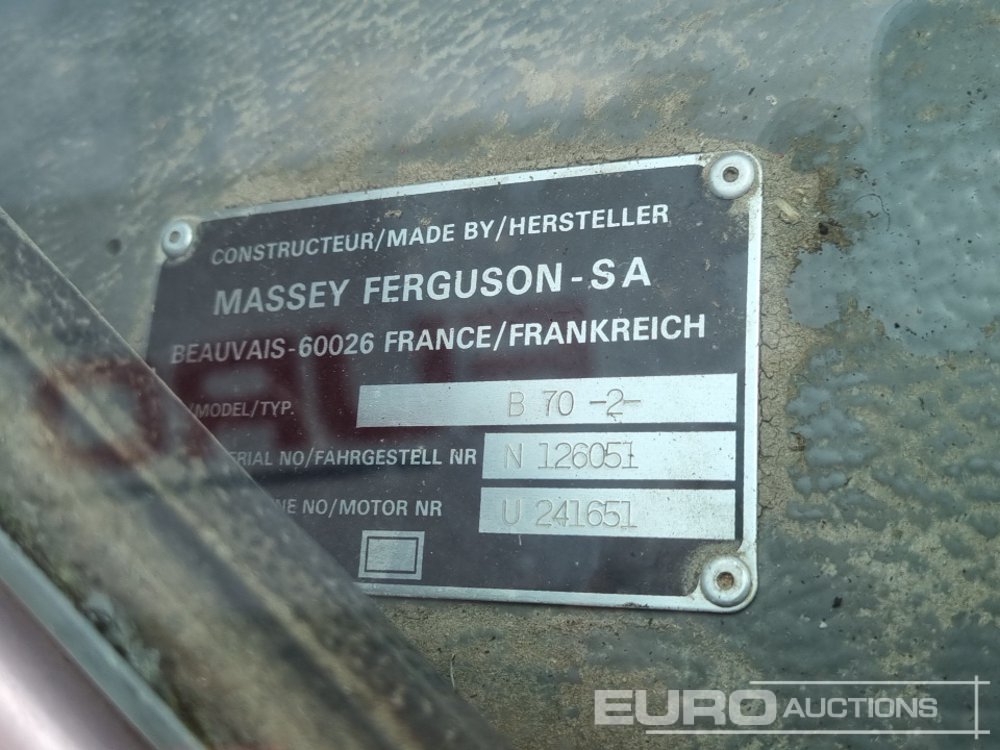 CONSTRUCTEUR/MADE BY/HERSTELLER
MASSEY FERGUSON-SA
BEAUVAIS-60026 FRANCE/FRANKREICH
/MODEL/TYP. B 70 -2-
ERIAL NO/FAHRGESTELL NR N 126051
NE NO/MOTOR NR U 241651
EURO AUCTIONS